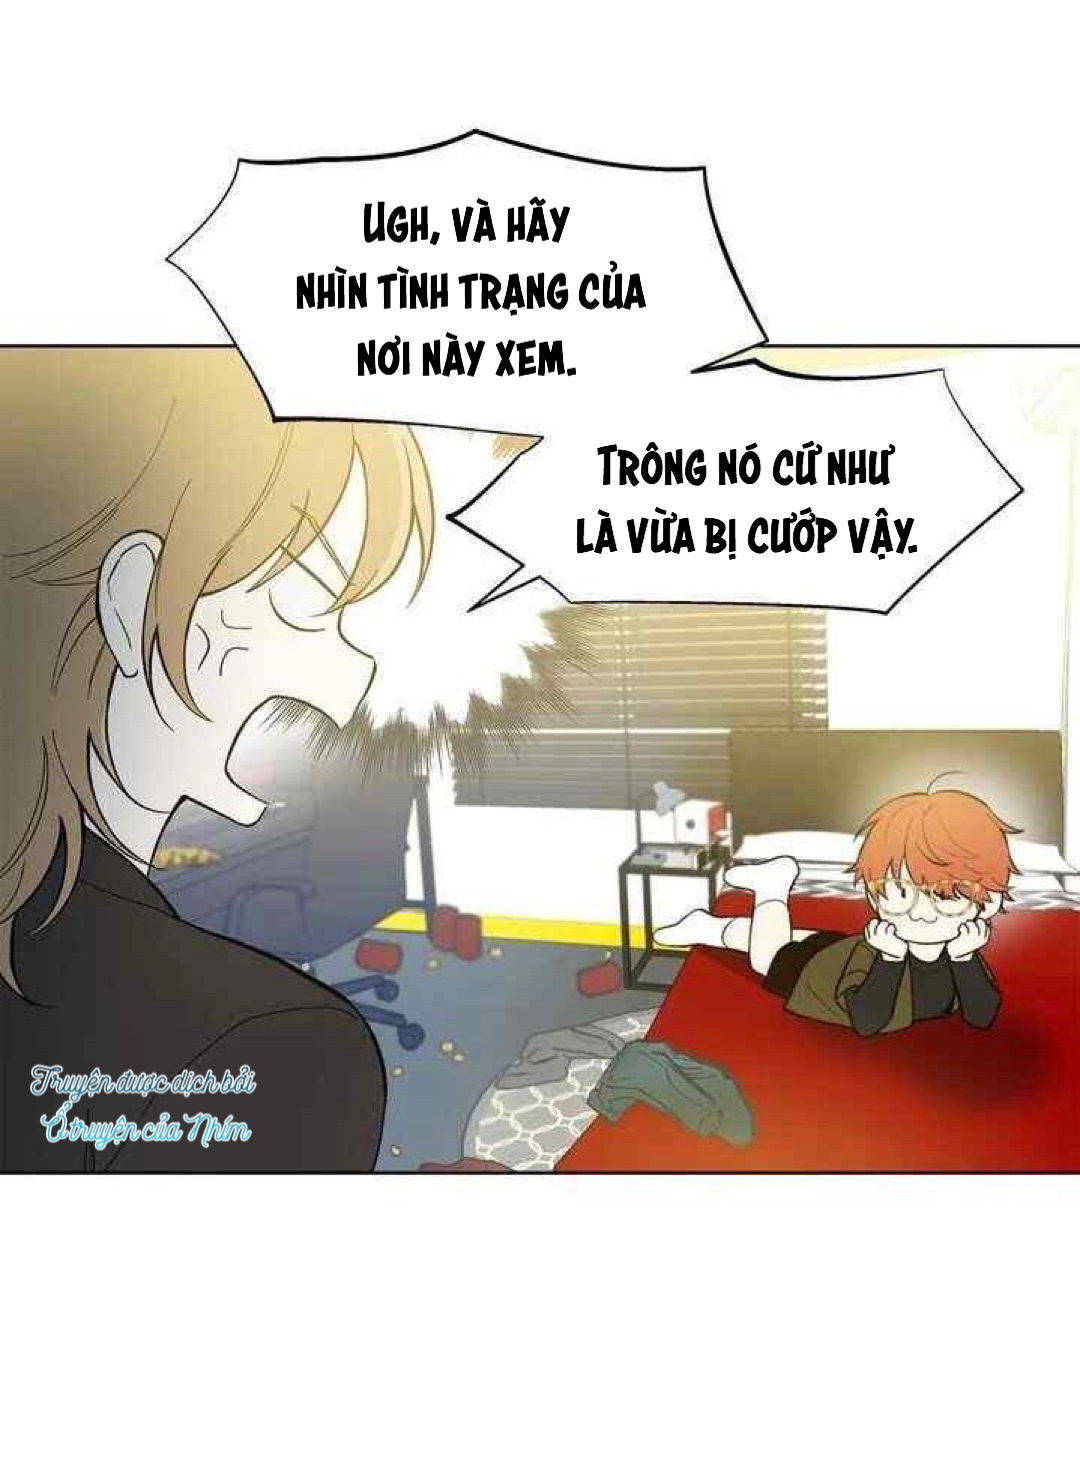 UGH, VÀ HÃY
NHÌN TÌNH TRẠNG CỦA
NƠI NÀY XEM.
TRÔNG NÓ CỨ NHƯ
LÀ VỪA BỊ CƯỚP VẬY.
Truyện được dịch bởi
Ổ truyện của Nhím